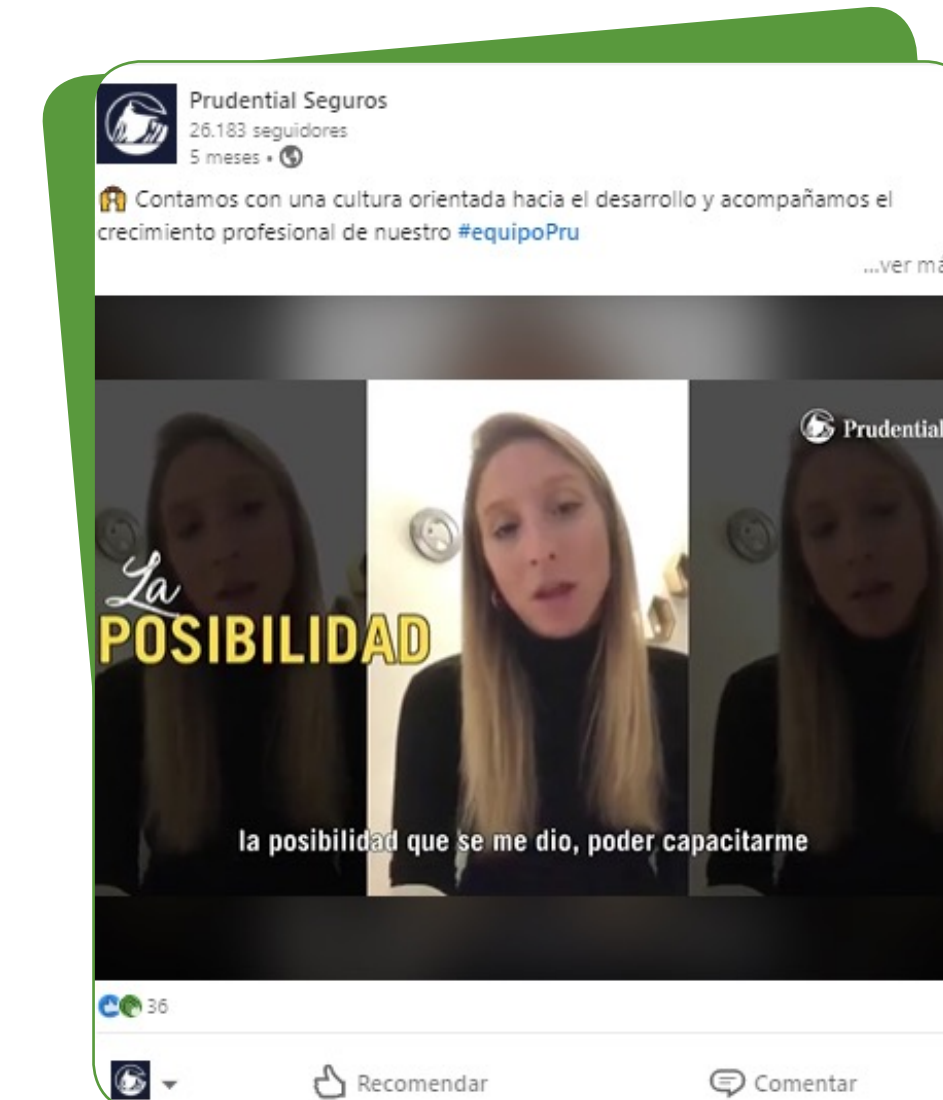 Prudential Seguros
26.183 seguidores
5 meses •
Contamos con una cultura orientada hacia el desarrollo y acompañamos el
crecimiento profesional de nuestro #equipoPru
...ver má
Prudential
La
POSIBILIDAD
la posibilidad que se me dio, poder capacitarme
36
Recomendar
Comentar